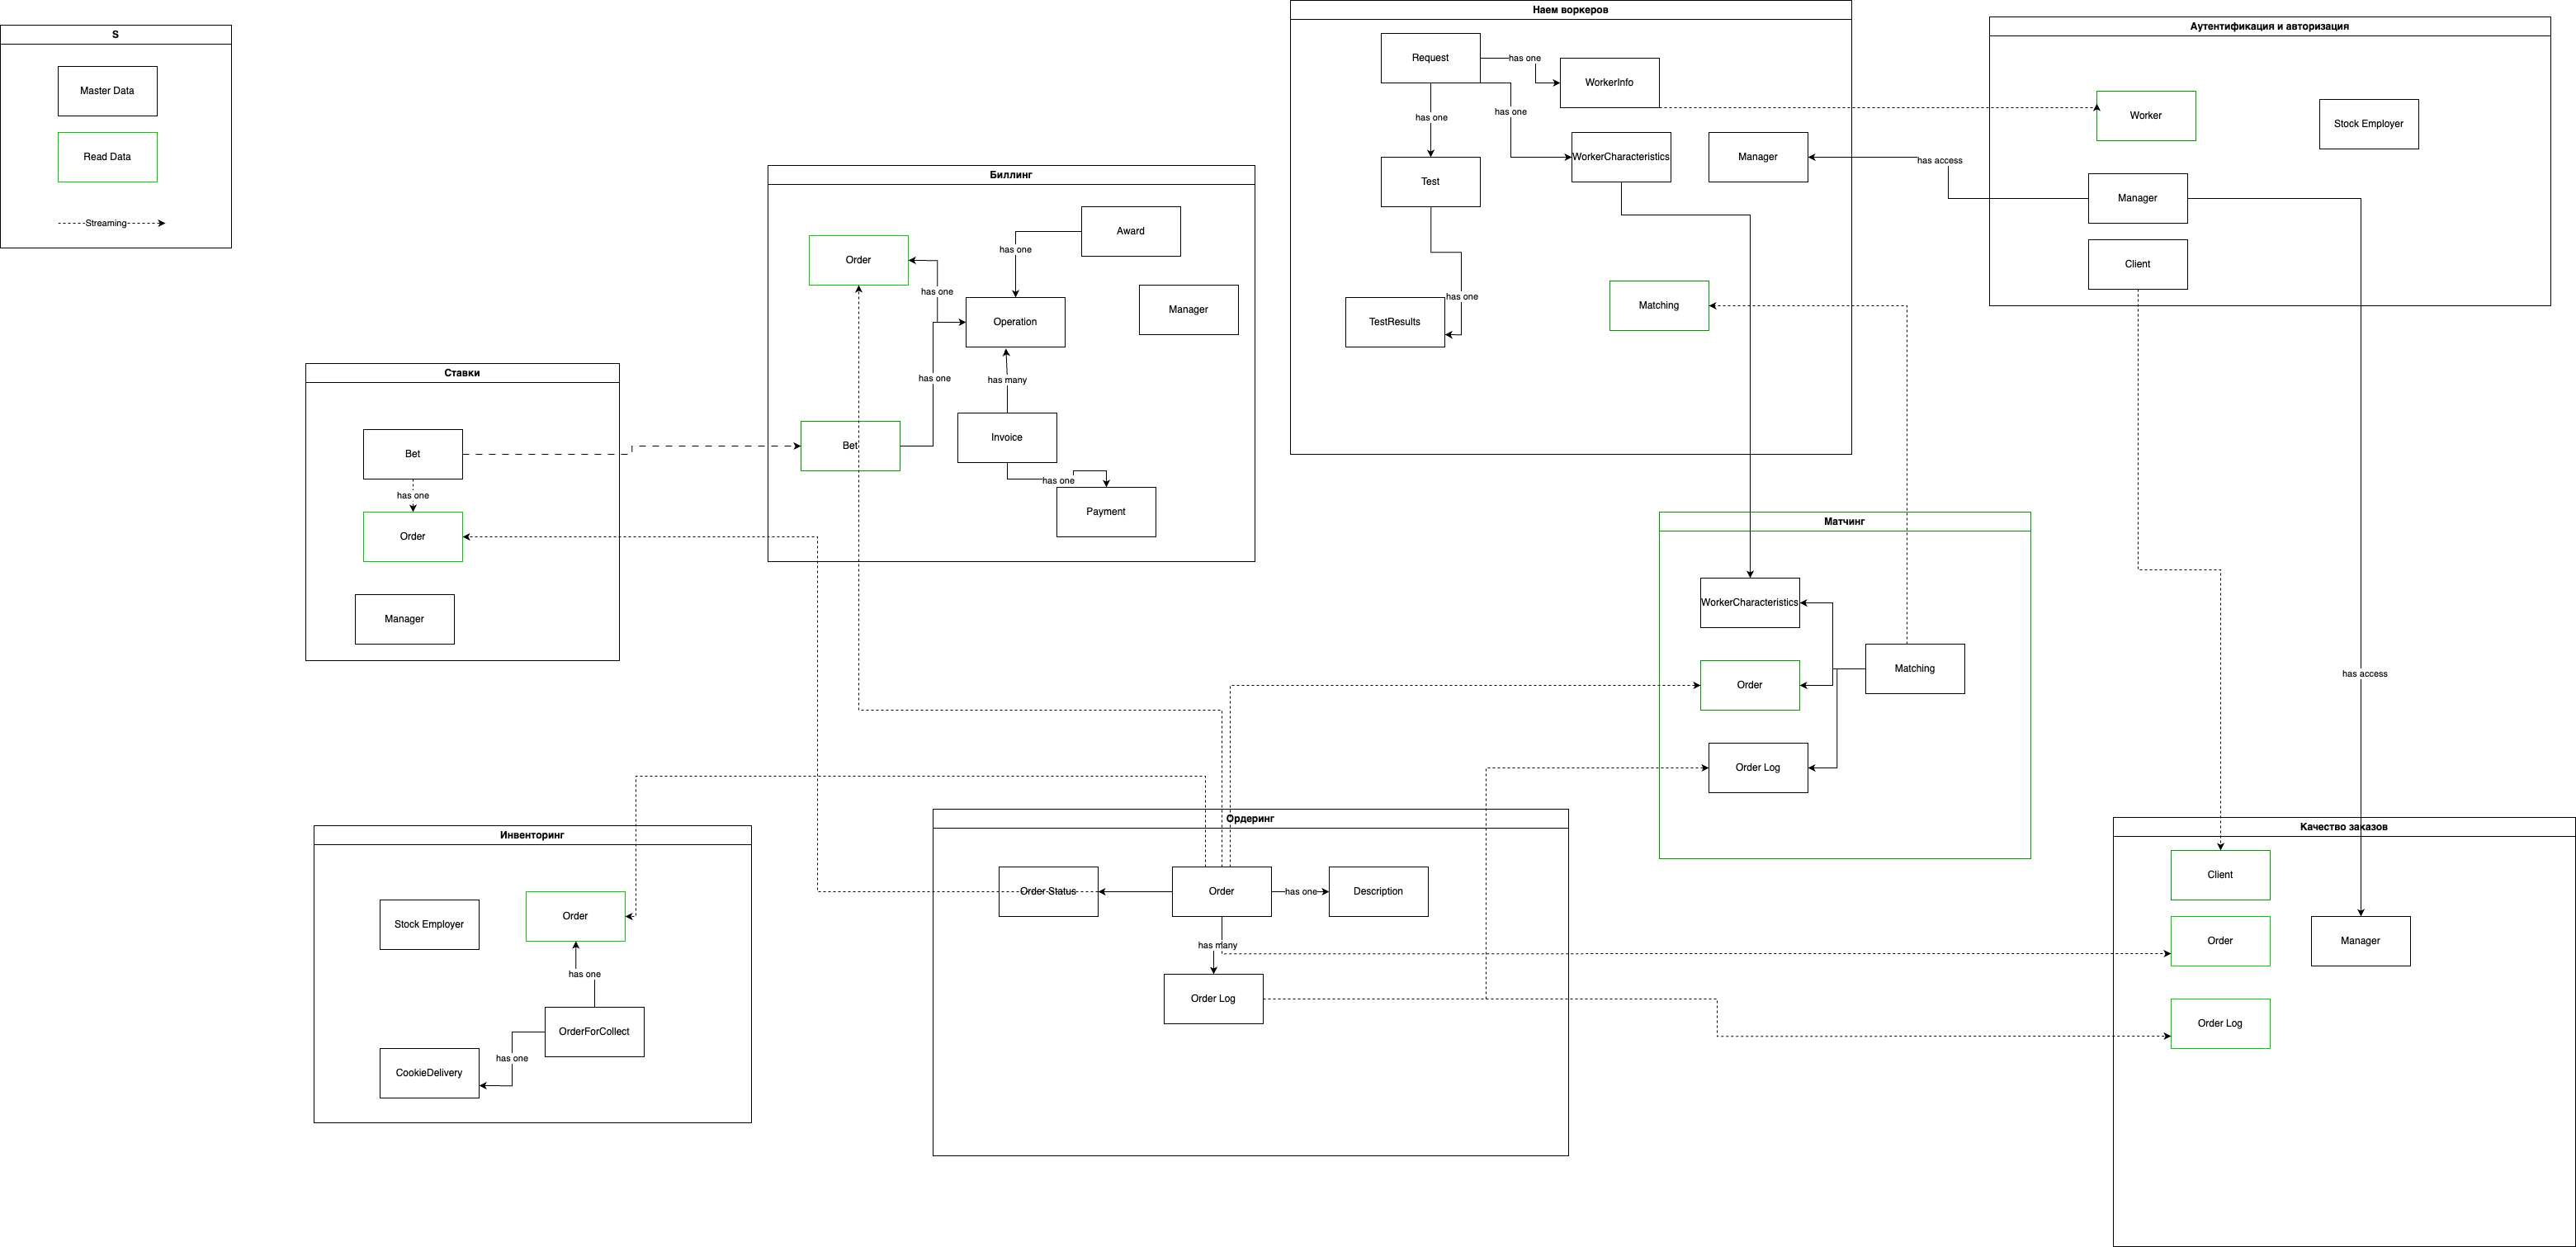 S
Master Data
Read Data
Streaming
Ставки
Bet
has one
Order
Manager
Биллинг
Award
has one
Order
has one
Operation
Manager
has one
has many
Bet
Invoice
has one
Payment
Наем воркеров
Request
has one
WorkerInfo
has one
has one
WorkerCharacteristics
Manager
Test
has one
TestResults
Matching
Аутентификация и авторизация
Worker
Stock Employer
has access
Manager
Client
has access
Матчинг
WorkerCharacteristics
Matching
Order
Order Log
Инвенторинг
Order
Stock Employer
has one
OrderForCollect
has one
CookieDelivery
Ордеринг
Order Status
Order
has one
Description
has many
Order Log
Качество заказов
Client
Order
Manager
Order Log